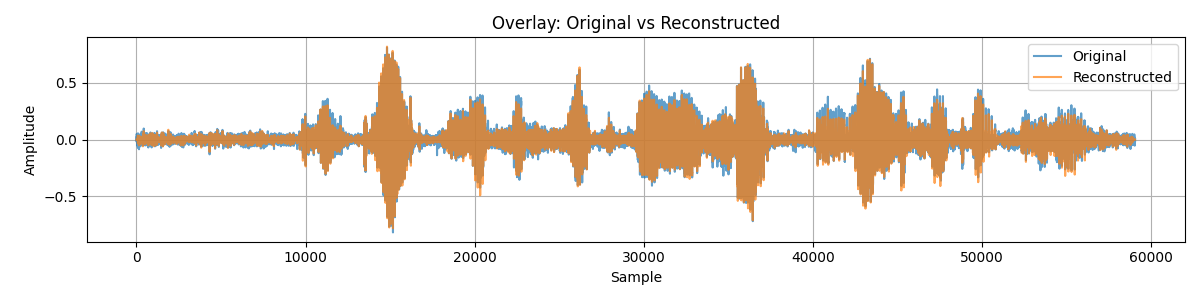 Overlay: Original vs Reconstructed
Original
Reconstructed
Amplitude
0.5
0.0
−0.5
0 10000 20000 30000 40000 50000 60000
Sample